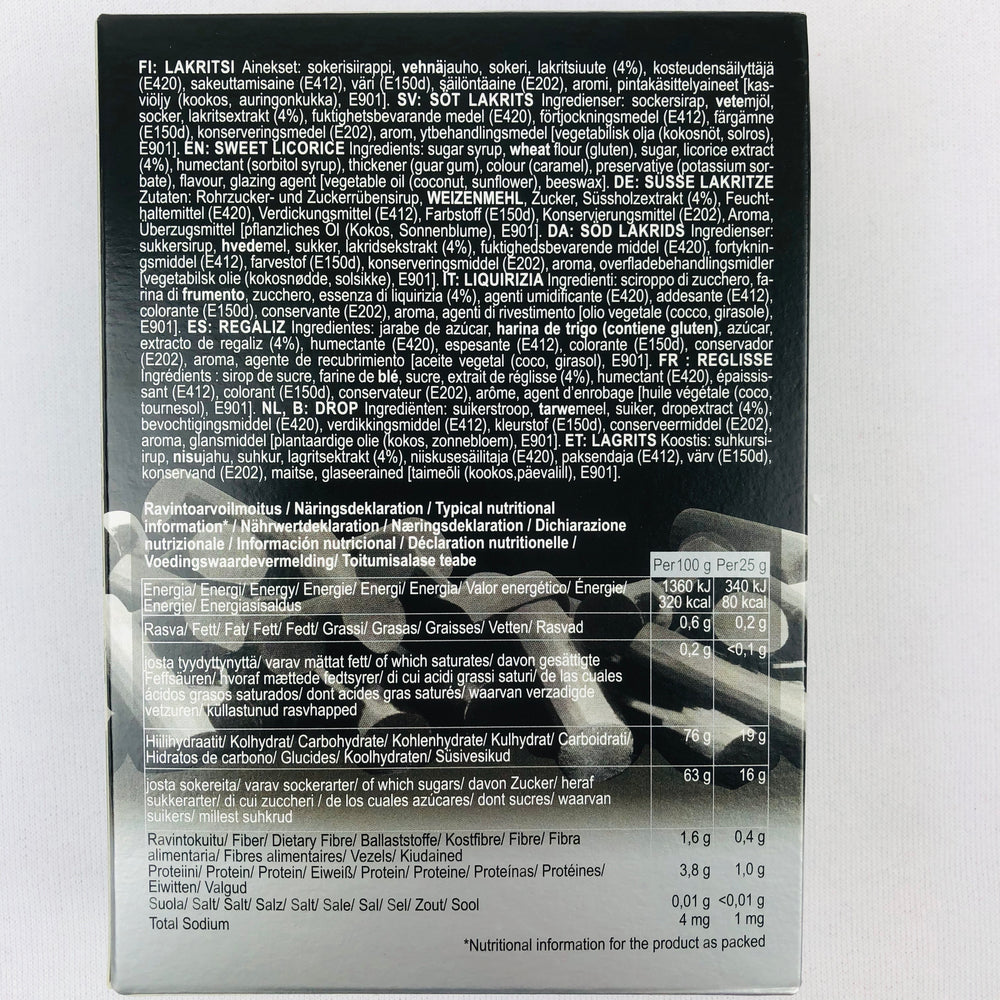 FI: LAKRITSI Ainekset: sokerisiirappi, vehnäjauho, sokeri, lakritsiuute (4%), kosteudensäilyttäjä
(E420), sakeuttamisaine (E412), väri (E150d), säilöntäaine (E202), aromi, pintakäsittelyaineet [kas-
viöljy (kookos, auringonkukka), E901]. SV: SÖT LAKRITS Ingredienser: sockersirap, vetemjöl,
socker, lakritsextrakt (4%), fuktighetsbevarande medel (E420), förtjockningsmedel (E412), färgämne
(E150d), konserveringsmedel (E202), arom, ytbehandlingsmedel [vegetabilisk olja (kokosnöt, solros),
E901]. EN: SWEET LICORICE Ingredients: sugar syrup, wheat flour (gluten), sugar, licorice extract
(4%), humectant (sorbitol syrup), thickener (guar gum), colour (caramel), preservative (potassium sor-
bate), flavour, glazing agent [vegetable oil (coconut, sunflower), beeswax]. DE: SÜSSE LAKRITZE
Zutaten: Rohrzucker- und Zuckerrübensirup, WEIZENMEHL, Zucker, Süssholzextrakt (4%), Feucht-
haltemittel (E420), Verdickungsmittel (E412), Farbstoff (E150d), Konservierungsmittel (E202), Aroma,
Überzugsmittel [pflanzliches Öl (Kokos, Sonnenblume), E901]. DA: SÖD LAKRIDS Ingredienser:
sukkersirup, hvedemel, sukker, lakridsekstrakt (4%), fuktighedsbevarende middel (E420), fortyknin-
gsmiddel (E412), farvestof (E150d), konserveringsmiddel (E202), aroma, overfladebehandlingsmidler
[vegetabilsk olie (kokosnødde, solsikke), E901]. IT: LIQUIRIZIA Ingredienti: sciroppo di zucchero, fa-
rina di frumento, zucchero, essenza di liquirizia (4%), agenti umidificante (E420), addesante (E412),
colorante (E150d), conservante (E202), aroma, agenti di rivestimento [olio vegetale (cocco, girasole),
E901]. ES: REGALIZ Ingredientes: jarabe de azúcar, harina de trigo (contiene gluten), azúcar,
extracto de regaliz (4%), humectante (E420), espesante (E412), colorante (E150d), conservador
(E202), aroma, agente de recubrimiento [aceite vegetal (coco, girasol), E901]. FR : REGLISSE
Ingrédients : sirop de sucre, farine de blé, sucre, extrait de réglisse (4%), humectant (E420), épaissis-
sant (E412), colorant (E150d), conservateur (E202), arôme, agent d'enrobage [huile végétale (coco,
tournesol), E901]. NL, B: DROP Ingrediënten: suikerstroop, tarwemeel, suiker, dropextract (4%),
bevochtigingsmiddel (E420), verdikkingsmiddel (E412), kleurstof (E150d), conserveermiddel (E202),
aroma, glansmiddel [plantaardige olie (kokos, zonnebloem), E901]. ET: LAGRITS Koostis: suhkursi-
irup, nisujahu, suhkur, lagritsektrakt (4%), niiskusesäilitaja (E420), paksendaja (E412), värv (E150d),
konservand (E202), maitse, glaseerained [taimeõli (kookos,päevalill), E901].
Ravintoarvoilmoitus / Näringsdeklaration / Typical nutritional
information* / Nährwertdeklaration / Næringsdeklaration / Dichiarazione
nutrizionale / Información nutricional / Déclaration nutritionelle /
Voedingswaardevermelding/ Toitumisalase teabe
Per100 g Per25 g
Energia/ Energi/ Energy/ Energie/ Energi/ Energia/ Valor energético/ Énergie/ 1360 kJ 340 kJ
Energie/ Energiasisaldus 320 kcal 80 kcal
Rasva/ Fett/ Fat/ Fett/ Fedt/ Grassi/ Grasas/ Graisses/ Vetten/ Rasvad 0,6 g 0,2 g
0,2 g <0,1 g
josta tyydyttynyttä/ varav mättat fett/ of which saturates/ davon gesättigte
Feffsäuren/ hvoraf mættede fedtsyrer/ di cui acidi grassi saturi/ de las cuales
ácidos grasos saturados/ dont acides gras saturés/ waarvan verzadigde
vetzuren/ küllastunud rasvhapped
Hiilihydraatit/ Kolhydrat/ Carbohydrate/ Kohlenhydrate/ Kulhydrat/ Carboidrati/ 76 g 19 g
Hidratos de carbono/ Glucides/ Koolhydraten/ Süsivesikud
63 g 16 g
josta sokereita/ varav sockerarter/ of which sugars/ davon Zucker/ heraf
sukkerarter/ di cui zuccheri / de los cuales azúcares/ dont sucres/ waarvan
suikers/ millest suhkrud
Ravintokuitu/ Fiber/ Dietary Fibre/ Ballaststoffe/ Kostfibre/ Fibre/ Fibra 1,6 g 0,4 g
alimentaria/ Fibres alimentaires/ Vezels/ Kiudained
Proteiini/ Protein/ Protein/ Eiweiß/ Protein/ Proteine/ Proteínas/ Protéines/ 3,8 g 1,0 g
Eiwitten/ Valgud
Suola/ Salt/ Salt/ Salz/ Salt/ Sale/ Sal/ Sel/ Zout/ Sool 0,01 g <0,01 g
Total Sodium 4 mg 1 mg
*Nutritional information for the product as packed